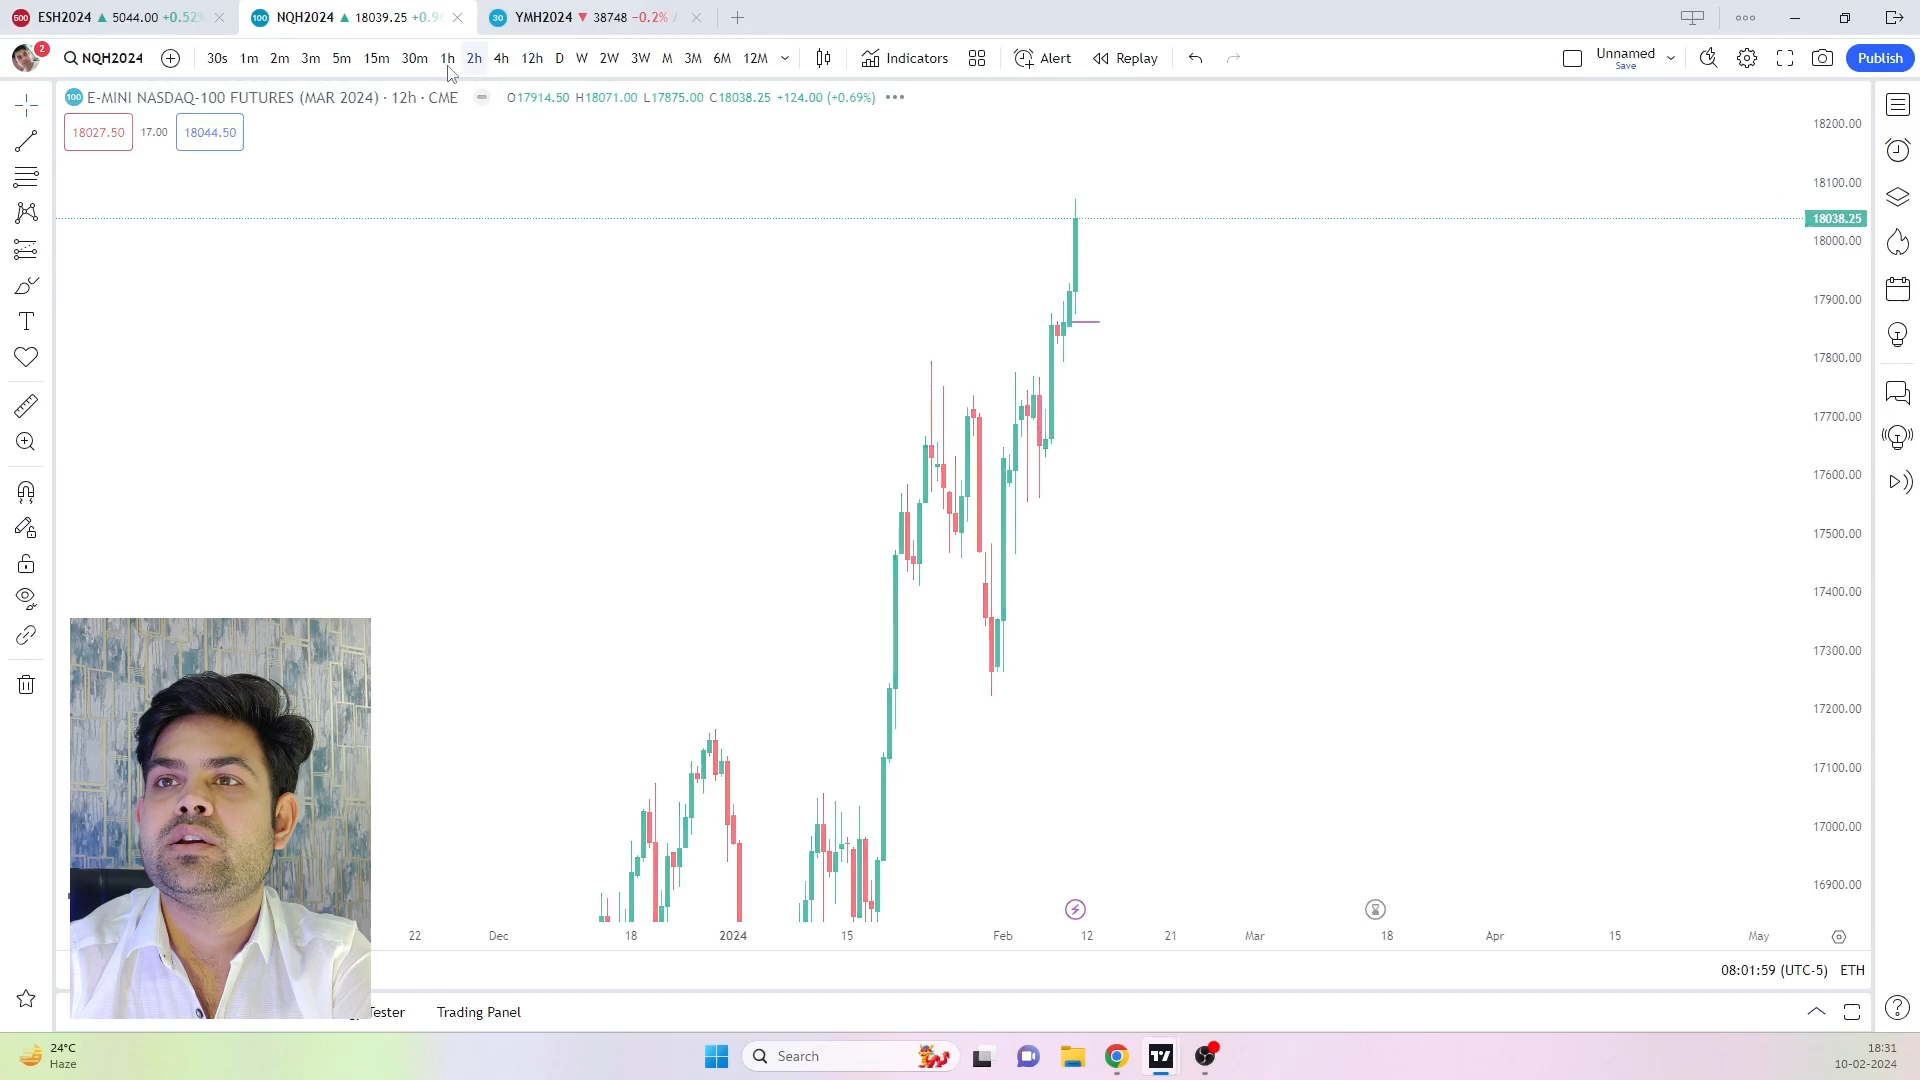 500 ESH2024 ▲ 5044.00 +0.52%
100 NQH2024 ▲ 18039.25 +0.9
30 YMH2024 ▼ 38748 −0.2% /
2
NQH2024
30s 1m 2m 3m 5m 15m 30m 1h 2h 4h 12h D W 2W 3W M 3M 6M 12M
Indicators
Alert
Replay
Unnamed
Save
Publish
100 E-MINI NASDAQ-100 FUTURES (MAR 2024) · 12h · CME
O17914.50 H18071.00 L17875.00 C18038.25 +124.00 (+0.69%)
18027.50 17.00 18044.50
18200.00
18100.00
18038.25
18000.00
17900.00
17800.00
17700.00
17600.00
17500.00
17400.00
17300.00
17200.00
17100.00
17000.00
16900.00
22 Dec 18 2024 15 Feb 12 21 Mar 18 Apr 15 May
08:01:59 (UTC-5) ETH
Tester Trading Panel
24°C
Haze
Search
18:31
10-02-2024